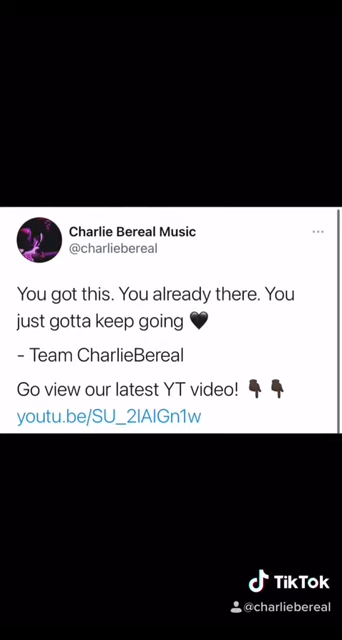 Charlie Bereal Music
@charliebereal
You got this. You already there. You
just gotta keep going 🖤
- Team CharlieBereal
Go view our latest YT video! 👇🏿👇🏿
youtu.be/SU_2lAlGn1w
TikTok
@charliebereal